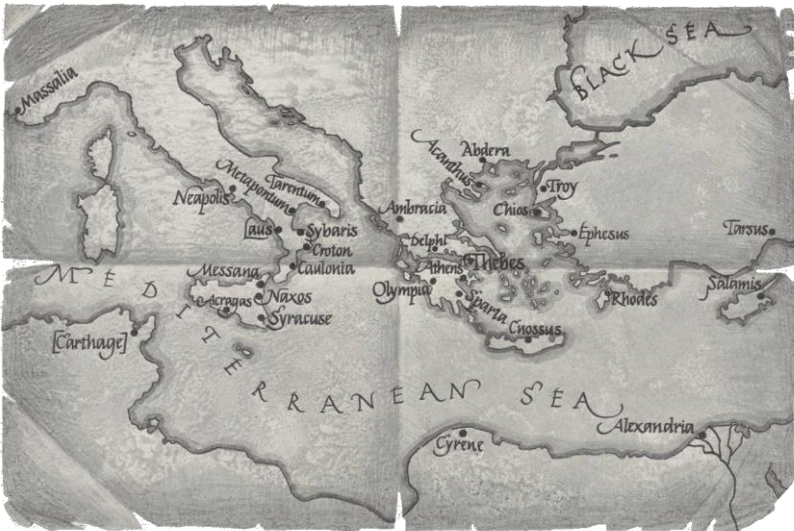 BLACK SEA
Massalia
Abdera
Acanthus
Metapontum
Tarentum
Troy
Neapolis
Ambracia
Chios
Laus
Sybaris
Delphi
Ephesus
Tarsus
Croton
Athens
Thebes
Messana
Caulonia
Olympia
Salamis
Acragas
Naxos
Sparta
Rhodes
Syracuse
Cnossus
[Carthage]
MEDITERRANEAN SEA
Alexandria
Cyrene